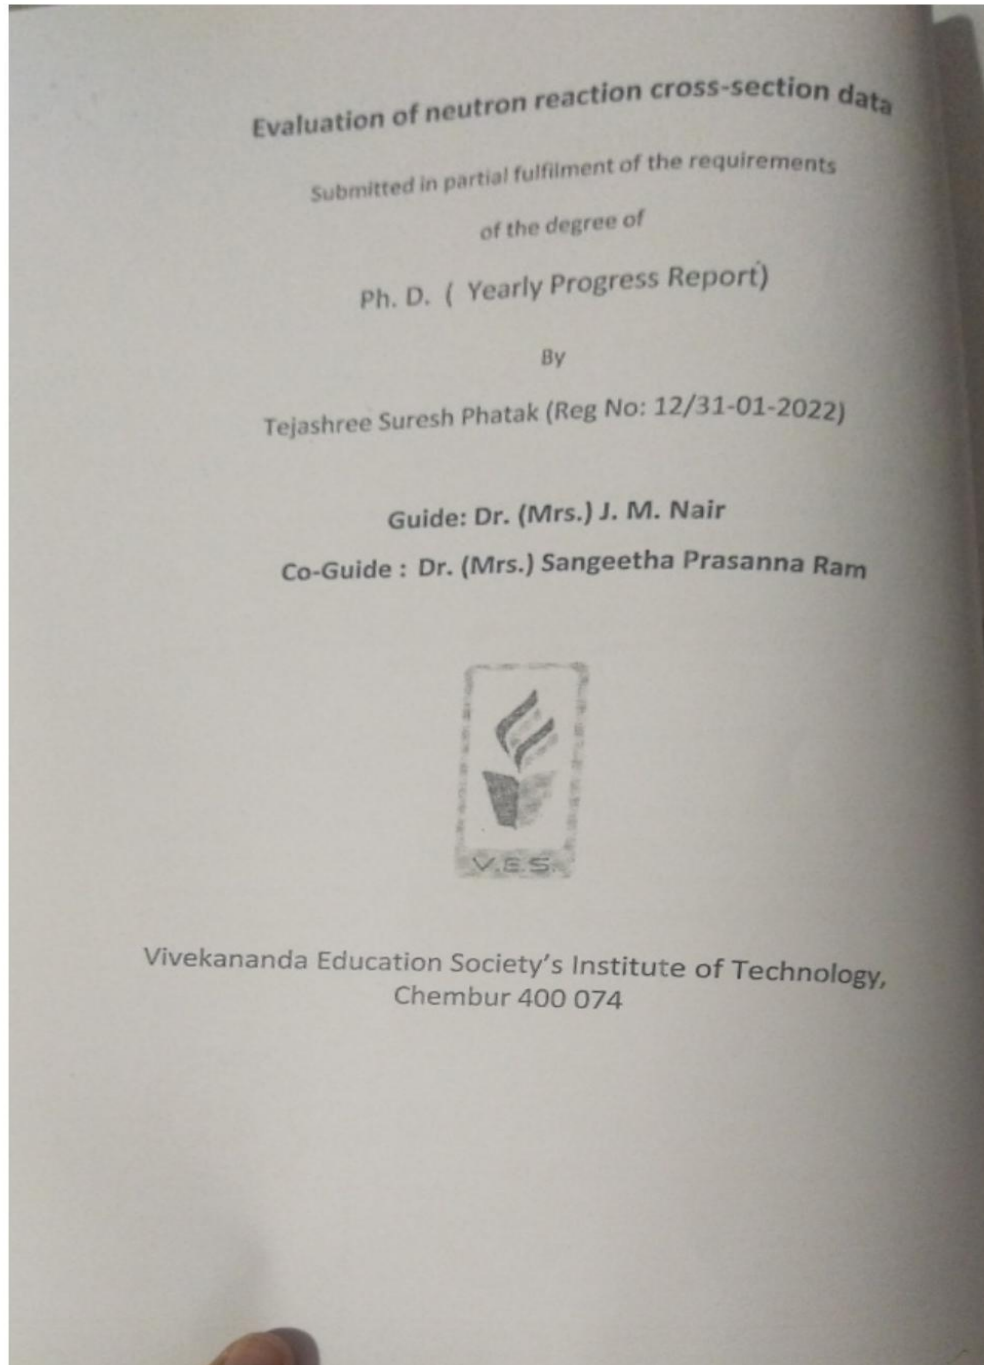 Evaluation of neutron reaction cross-section data
Submitted in partial fulfilment of the requirements
of the degree of
Ph. D. ( Yearly Progress Report)
By
Tejashree Suresh Phatak (Reg No: 12/31-01-2022)
Guide: Dr. (Mrs.) J. M. Nair
Co-Guide : Dr. (Mrs.) Sangeetha Prasanna Ram
V.E.S.
Vivekananda Education Society's Institute of Technology,
Chembur 400 074